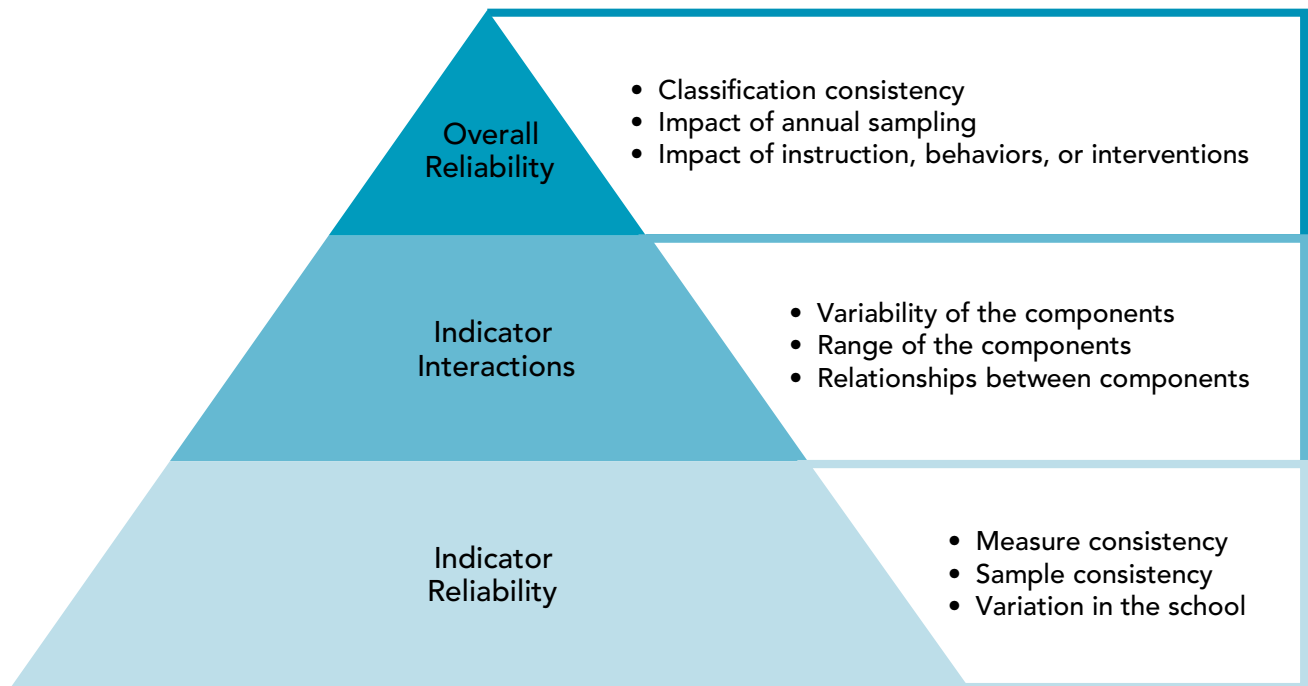 Overall
Reliability
• Classification consistency
• Impact of annual sampling
• Impact of instruction, behaviors, or interventions
Indicator
Interactions
• Variability of the components
• Range of the components
• Relationships between components
Indicator
Reliability
• Measure consistency
• Sample consistency
• Variation in the school